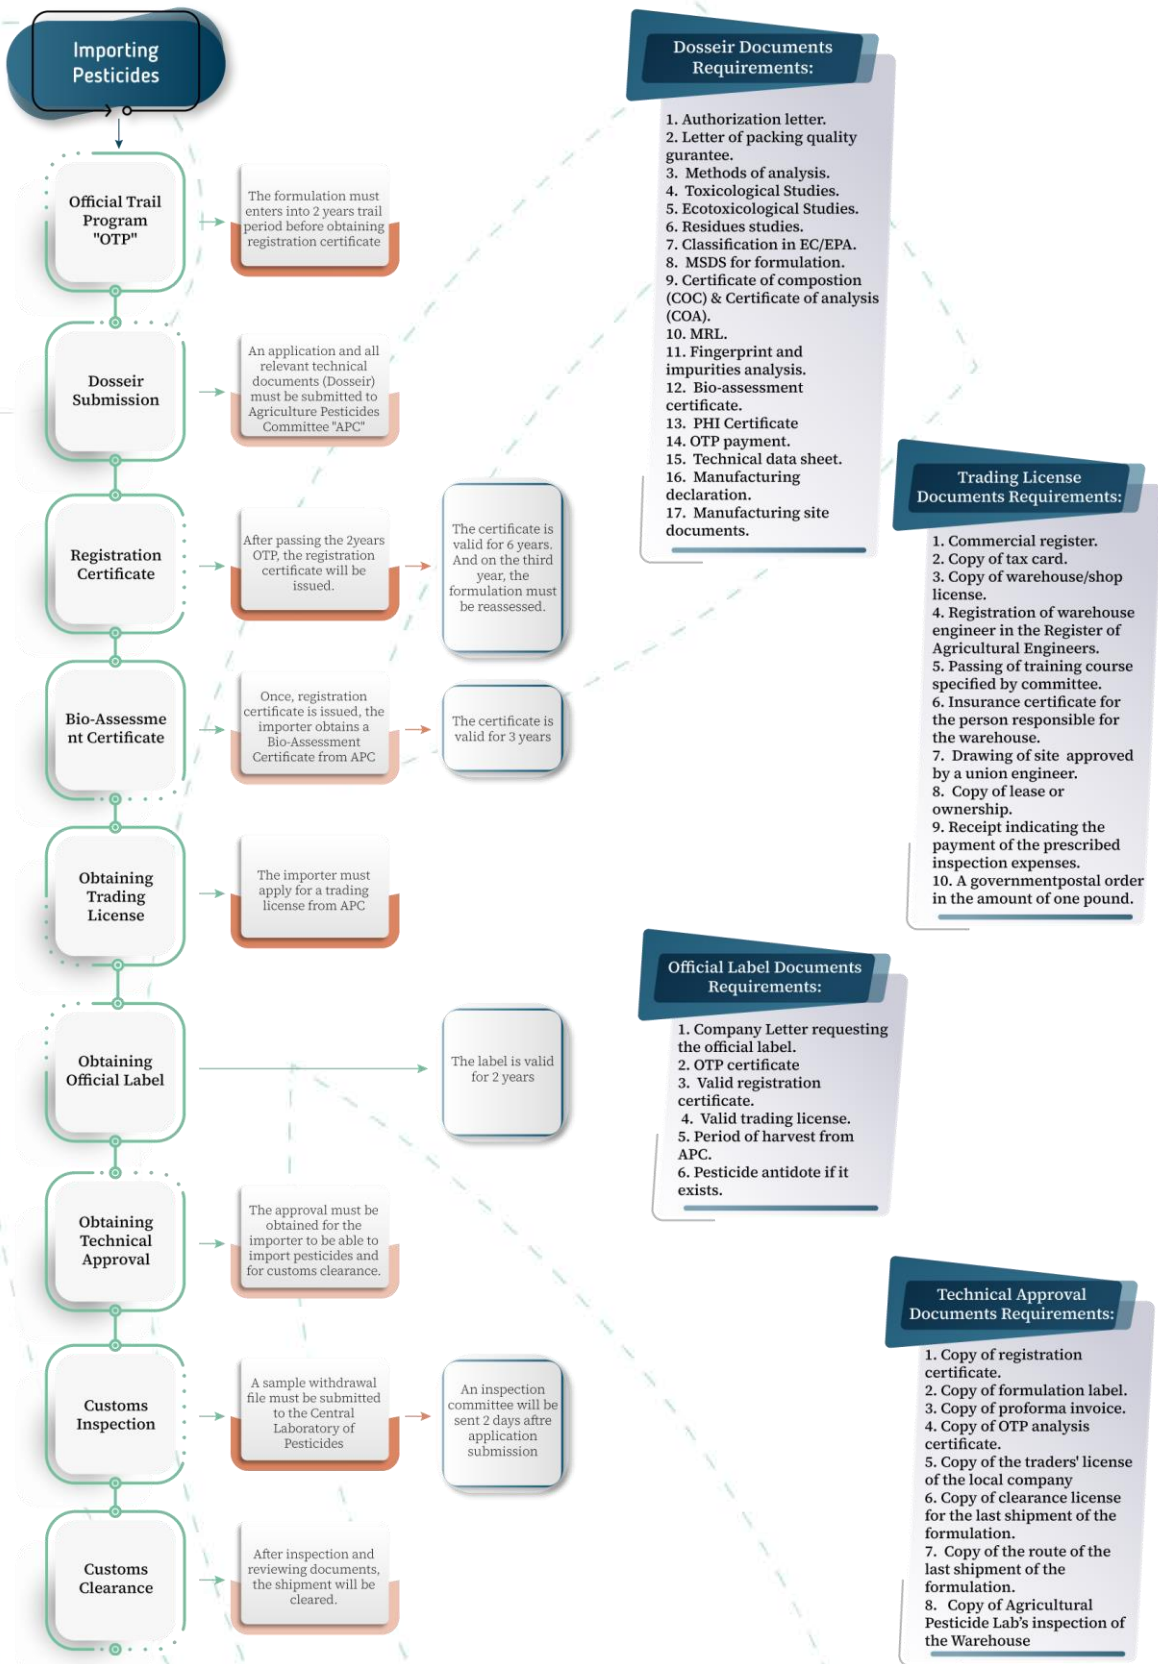 Importing
Pesticides
Official Trail
Program
"OTP"
The formulation must
enters into 2 years trail
period before obtaining
registration certificate
Dosseir
Submission
An application and all
relevant technical
documents (Dosseir)
must be submitted to
Agriculture Pesticides
Committee "APC"
Registration
Certificate
After passing the 2years
OTP, the registration
certificate will be
issued.
The certificate is
valid for 6 years.
And on the third
year, the
formulation must
be reassessed.
Bio-Assessme
nt Certificate
Once, registration
certificate is issued, the
importer obtains a
Bio-Assessment
Certificate from APC
The certificate is
valid for 3 years
Obtaining
Trading
License
The importer must
apply for a trading
license from APC
Obtaining
Official Label
The label is valid
for 2 years
Obtaining
Technical
Approval
The approval must be
obtained for the
importer to be able to
import pesticides and
for customs clearance.
Customs
Inspection
A sample withdrawal
file must be submitted
to the Central
Laboratory of
Pesticides
An inspection
committee will be
sent 2 days aftre
application
submission
Customs
Clearance
After inspection and
reviewing documents,
the shipment will be
cleared.
Dosseir Documents
Requirements:
1. Authorization letter.
2. Letter of packing quality
gurantee.
3. Methods of analysis.
4. Toxicological Studies.
5. Ecotoxicological Studies.
6. Residues studies.
7. Classification in EC/EPA.
8. MSDS for formulation.
9. Certificate of compostion
(COC) & Certificate of analysis
(COA).
10. MRL.
11. Fingerprint and
impurities analysis.
12. Bio-assessment
certificate.
13. PHI Certificate
14. OTP payment.
15. Technical data sheet.
16. Manufacturing
declaration.
17. Manufacturing site
documents.
Trading License
Documents Requirements:
1. Commercial register.
2. Copy of tax card.
3. Copy of warehouse/shop
license.
4. Registration of warehouse
engineer in the Register of
Agricultural Engineers.
5. Passing of training course
specified by committee.
6. Insurance certificate for
the person responsible for
the warehouse.
7. Drawing of site approved
by a union engineer.
8. Copy of lease or
ownership.
9. Receipt indicating the
payment of the prescribed
inspection expenses.
10. A governmentpostal order
in the amount of one pound.
Official Label Documents
Requirements:
1. Company Letter requesting
the official label.
2. OTP certificate
3. Valid registration
certificate.
4. Valid trading license.
5. Period of harvest from
APC.
6. Pesticide antidote if it
exists.
Technical Approval
Documents Requirements:
1. Copy of registration
certificate.
2. Copy of formulation label.
3. Copy of proforma invoice.
4. Copy of OTP analysis
certificate.
5. Copy of the traders' license
of the local company
6. Copy of clearance license
for the last shipment of the
formulation.
7. Copy of the route of the
last shipment of the
formulation.
8. Copy of Agricultural
Pesticide Lab's inspection of
the Warehouse